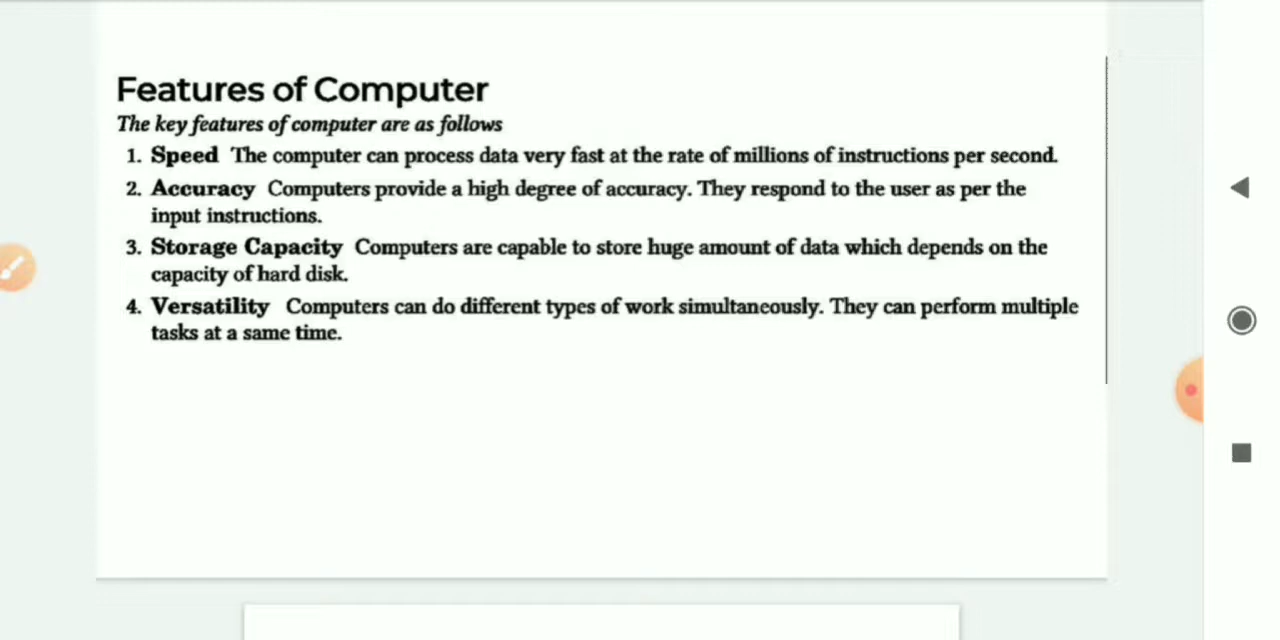 Features of Computer
The key features of computer are as follows
1. Speed The computer can process data very fast at the rate of millions of instructions per second.
2. Accuracy Computers provide a high degree of accuracy. They respond to the user as per the
input instructions.
3. Storage Capacity Computers are capable to store huge amount of data which depends on the
capacity of hard disk.
4. Versatility Computers can do different types of work simultaneously. They can perform multiple
tasks at a same time.